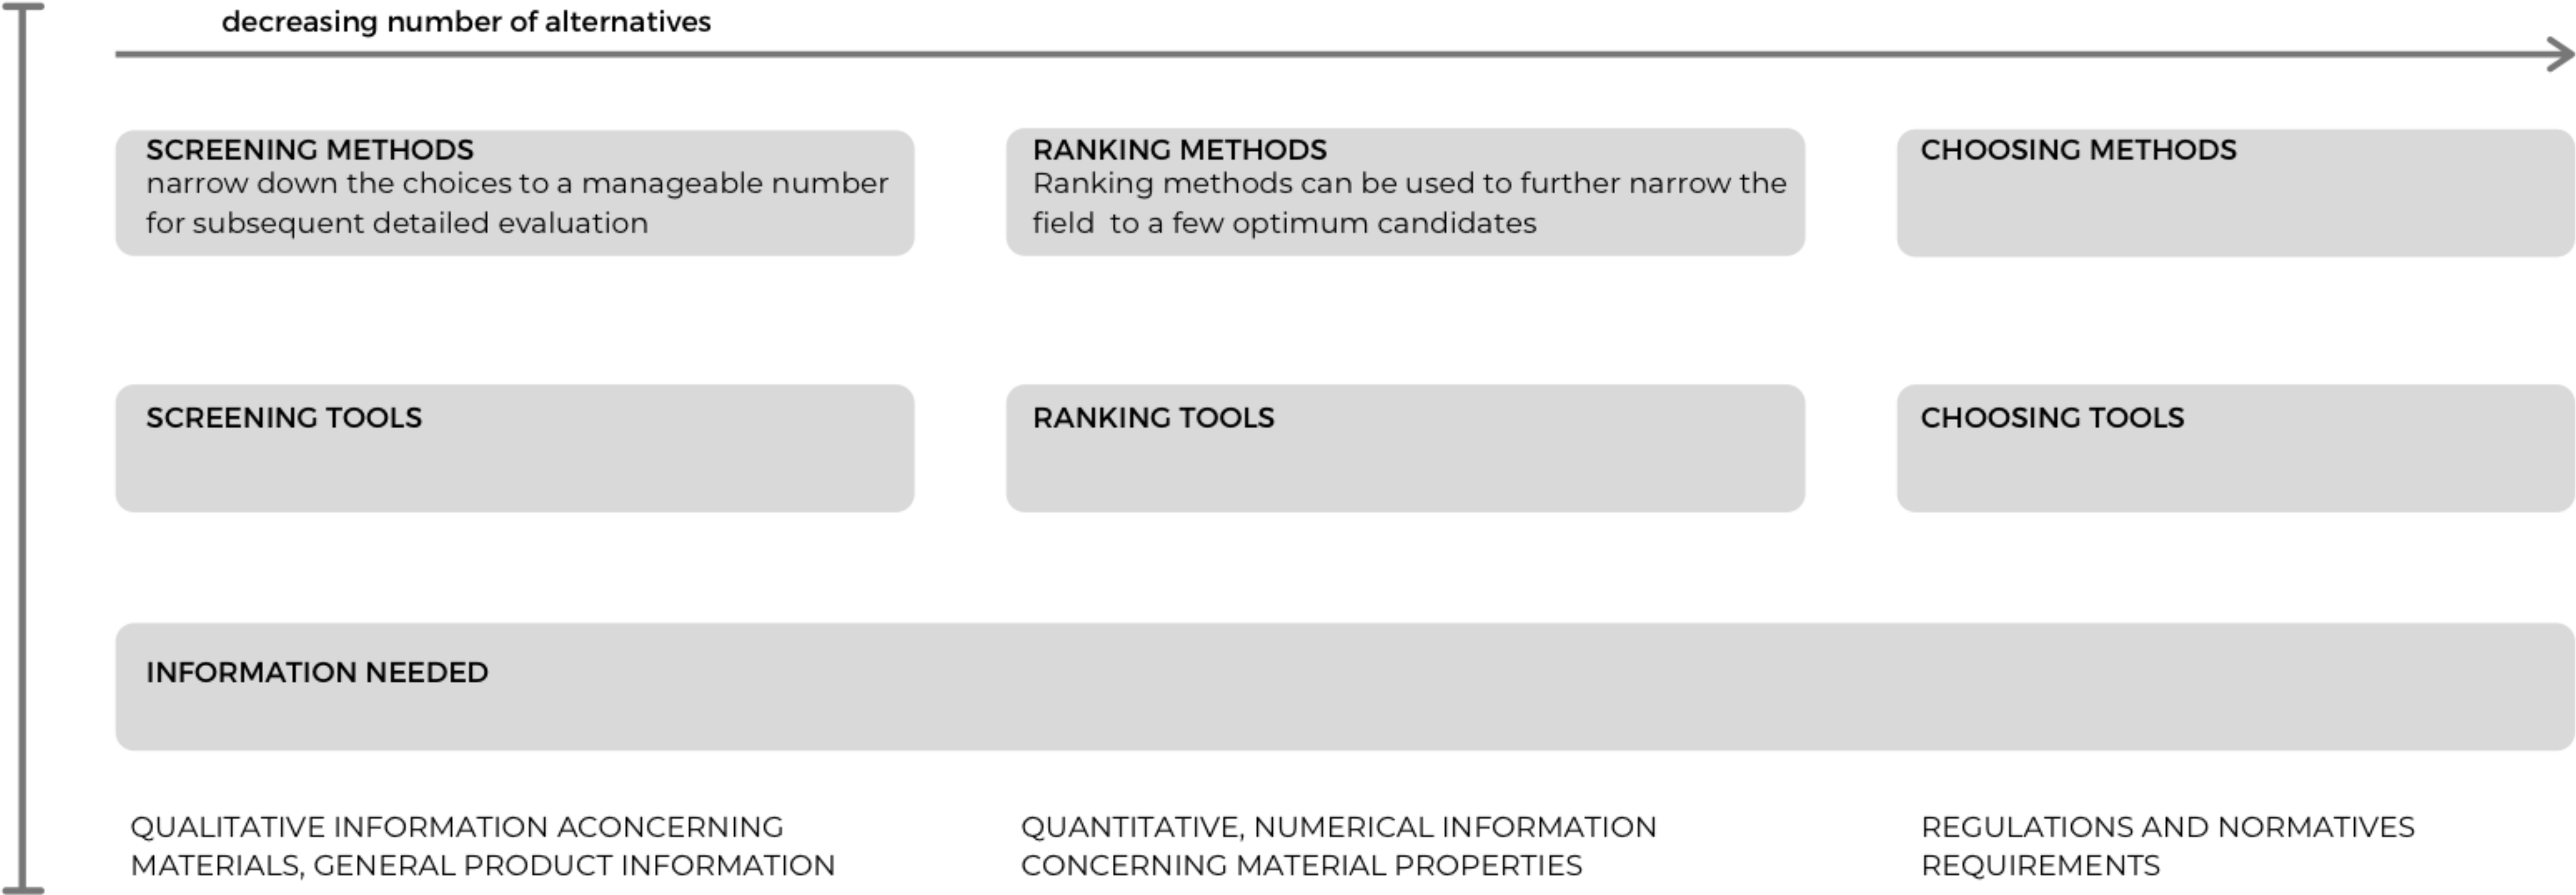 decreasing number of alternatives
SCREENING METHODS
narrow down the choices to a manageable number
for subsequent detailed evaluation
RANKING METHODS
Ranking methods can be used to further narrow the
field  to a few optimum candidates
CHOOSING METHODS
SCREENING TOOLS
RANKING TOOLS
CHOOSING TOOLS
INFORMATION NEEDED
QUALITATIVE INFORMATION ACONCERNING
MATERIALS, GENERAL PRODUCT INFORMATION
QUANTITATIVE, NUMERICAL INFORMATION
CONCERNING MATERIAL PROPERTIES
REGULATIONS AND NORMATIVES
REQUIREMENTS